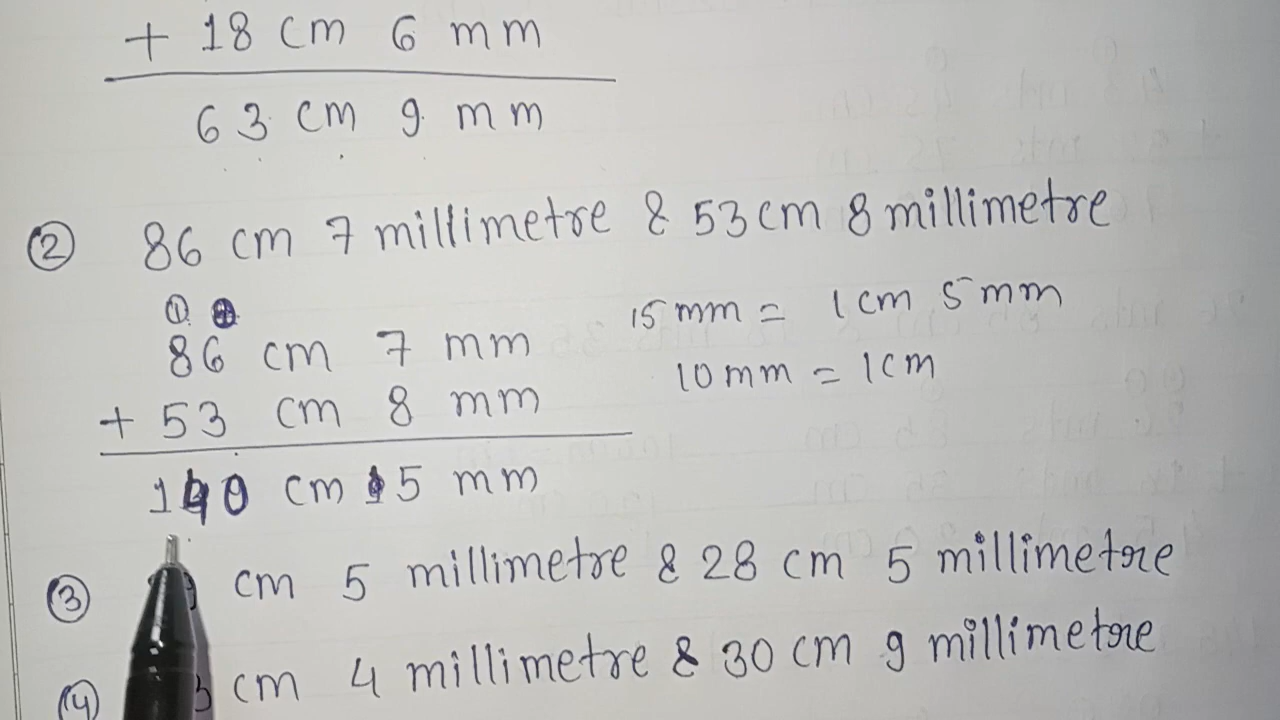 + 18 cm 6 mm
63 cm 9 mm
② 86 cm 7 millimetre & 53 cm 8 millimetre
①
86 cm 7 mm
+ 53 cm 8 mm
140 cm 5 mm
15 mm = 1 cm 5 mm
10 mm = 1 cm
③ cm 5 millimetre & 28 cm 5 millimetre
④ cm 4 millimetre & 30 cm 9 millimetre